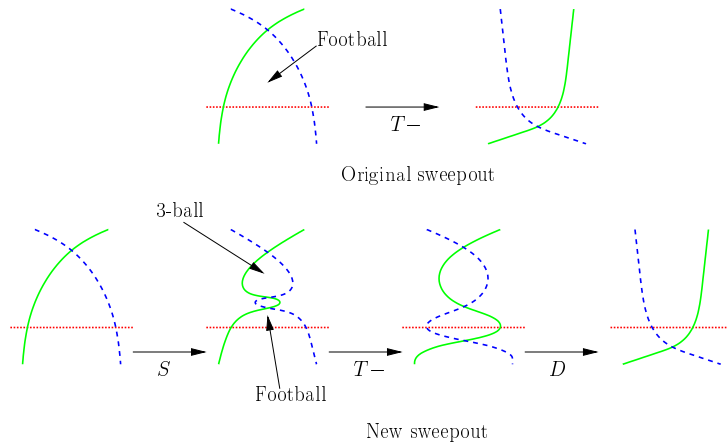 Football
T−
Original sweepout
3-ball
Football
S
T−
D
New sweepout